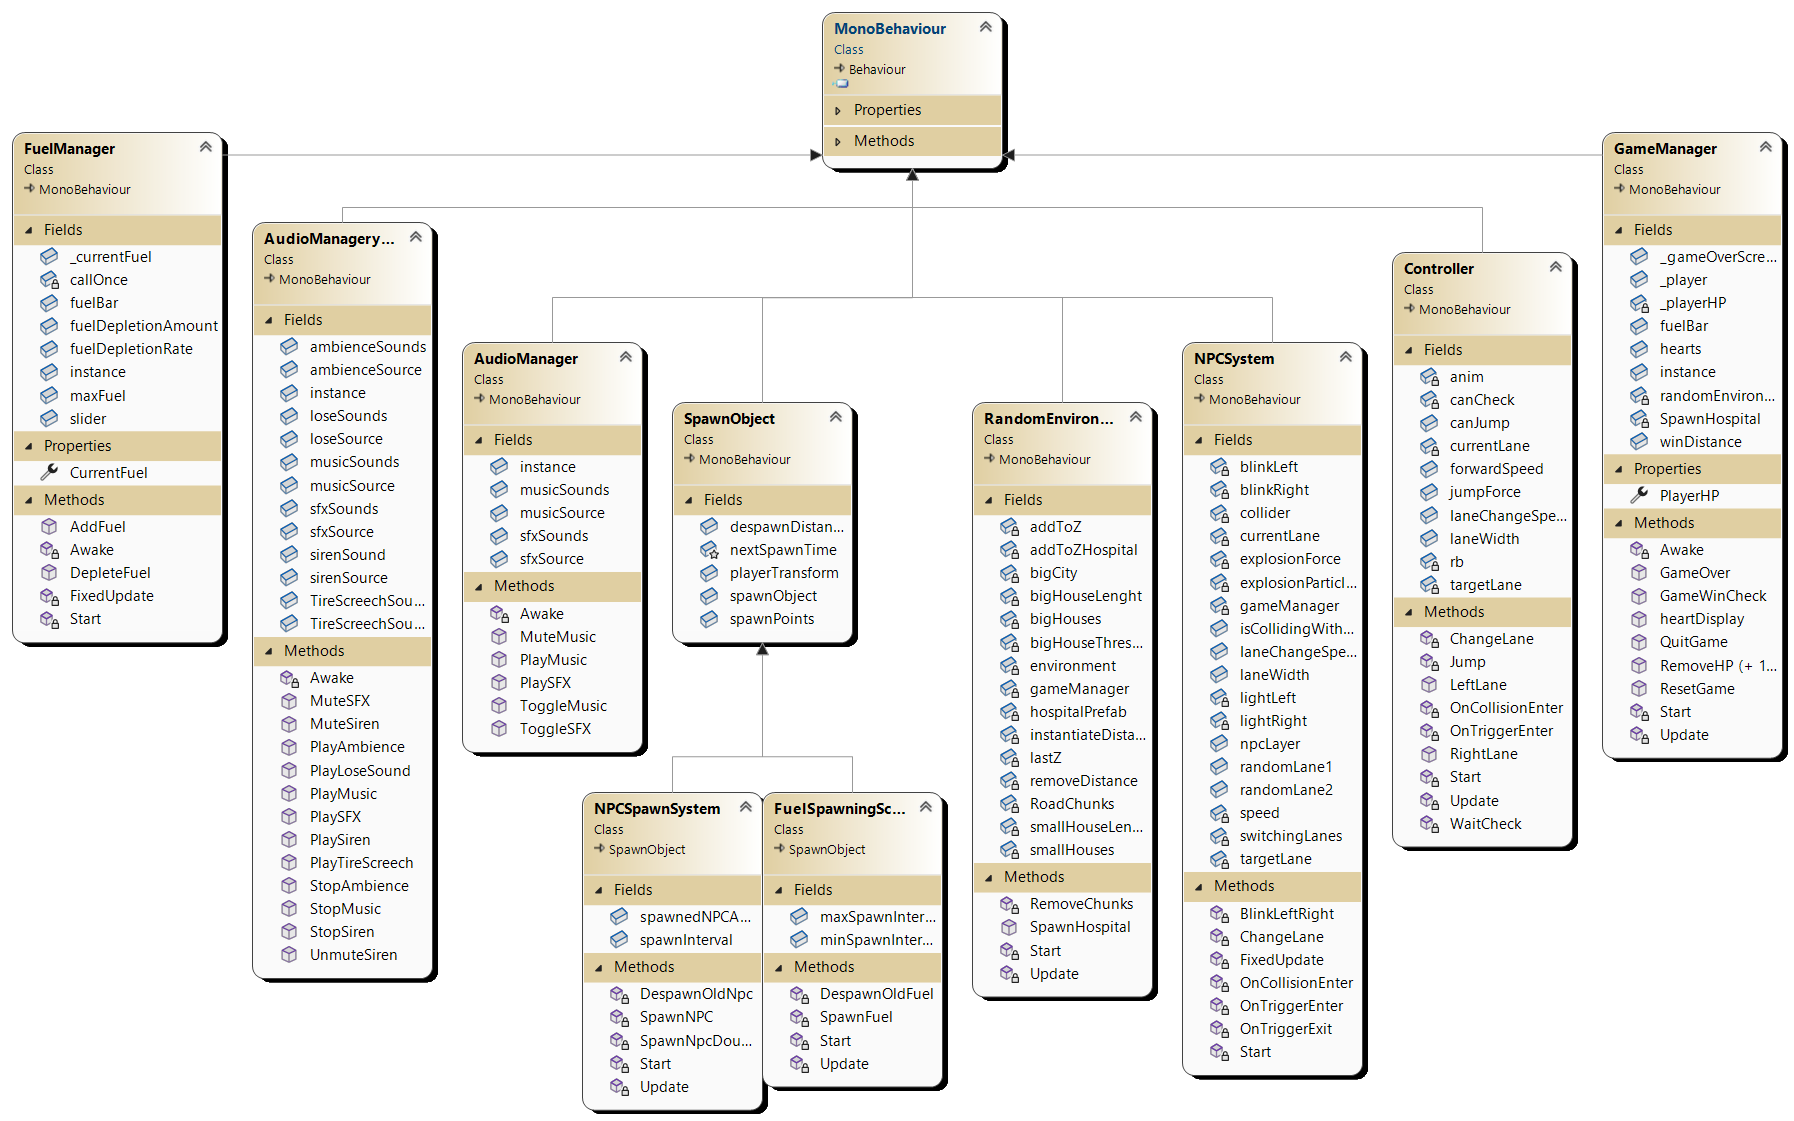 MonoBehaviour
Class
Behaviour
Properties
Methods
FuelManager
Class
MonoBehaviour
Fields
_currentFuel
callOnce
fuelBar
fuelDepletionAmount
fuelDepletionRate
instance
maxFuel
slider
Properties
CurrentFuel
Methods
AddFuel
Awake
DepleteFuel
FixedUpdate
Start
AudioManagery...
Class
MonoBehaviour
Fields
ambienceSounds
ambienceSource
instance
loseSounds
loseSource
musicSounds
musicSource
sfxSounds
sfxSource
sirenSound
sirenSource
TireScreechSou...
TireScreechSou...
Methods
Awake
MuteSFX
MuteSiren
PlayAmbience
PlayLoseSound
PlayMusic
PlaySFX
PlaySiren
PlayTireScreech
StopAmbience
StopMusic
StopSiren
UnmuteSiren
AudioManager
Class
MonoBehaviour
Fields
instance
musicSounds
musicSource
sfxSounds
sfxSource
Methods
Awake
MuteMusic
PlayMusic
PlaySFX
ToggleMusic
ToggleSFX
SpawnObject
Class
MonoBehaviour
Fields
despawnDistan...
nextSpawnTime
playerTransform
spawnObject
spawnPoints
NPCSpawnSystem
Class
SpawnObject
Fields
spawnedNPCA...
spawnInterval
Methods
DespawnOldNpc
SpawnNPC
SpawnNpcDou...
Start
Update
FuelSpawningSc...
Class
SpawnObject
Fields
maxSpawnInter...
minSpawnInter...
Methods
DespawnOldFuel
SpawnFuel
Start
Update
RandomEnviron...
Class
MonoBehaviour
Fields
addToZ
addToZHospital
bigCity
bigHouseLenght
bigHouses
bigHouseThres...
environment
gameManager
hospitalPrefab
instantiateDista...
lastZ
removeDistance
RoadChunks
smallHouseLen...
smallHouses
Methods
RemoveChunks
SpawnHospital
Start
Update
NPCSystem
Class
MonoBehaviour
Fields
blinkLeft
blinkRight
collider
currentLane
explosionForce
explosionParticl...
gameManager
isCollidingWith...
laneChangeSpe...
laneWidth
lightLeft
lightRight
npcLayer
randomLane1
randomLane2
speed
switchingLanes
targetLane
Methods
BlinkLeftRight
ChangeLane
FixedUpdate
OnCollisionEnter
OnTriggerEnter
OnTriggerExit
Start
Controller
Class
MonoBehaviour
Fields
anim
canCheck
canJump
currentLane
forwardSpeed
jumpForce
laneChangeSpe...
laneWidth
rb
targetLane
Methods
ChangeLane
Jump
LeftLane
OnCollisionEnter
OnTriggerEnter
RightLane
Start
Update
WaitCheck
GameManager
Class
MonoBehaviour
Fields
_gameOverScre...
_player
_playerHP
fuelBar
hearts
instance
randomEnviron...
SpawnHospital
winDistance
Properties
PlayerHP
Methods
Awake
GameOver
GameWinCheck
heartDisplay
QuitGame
RemoveHP (+ 1...
ResetGame
Start
Update